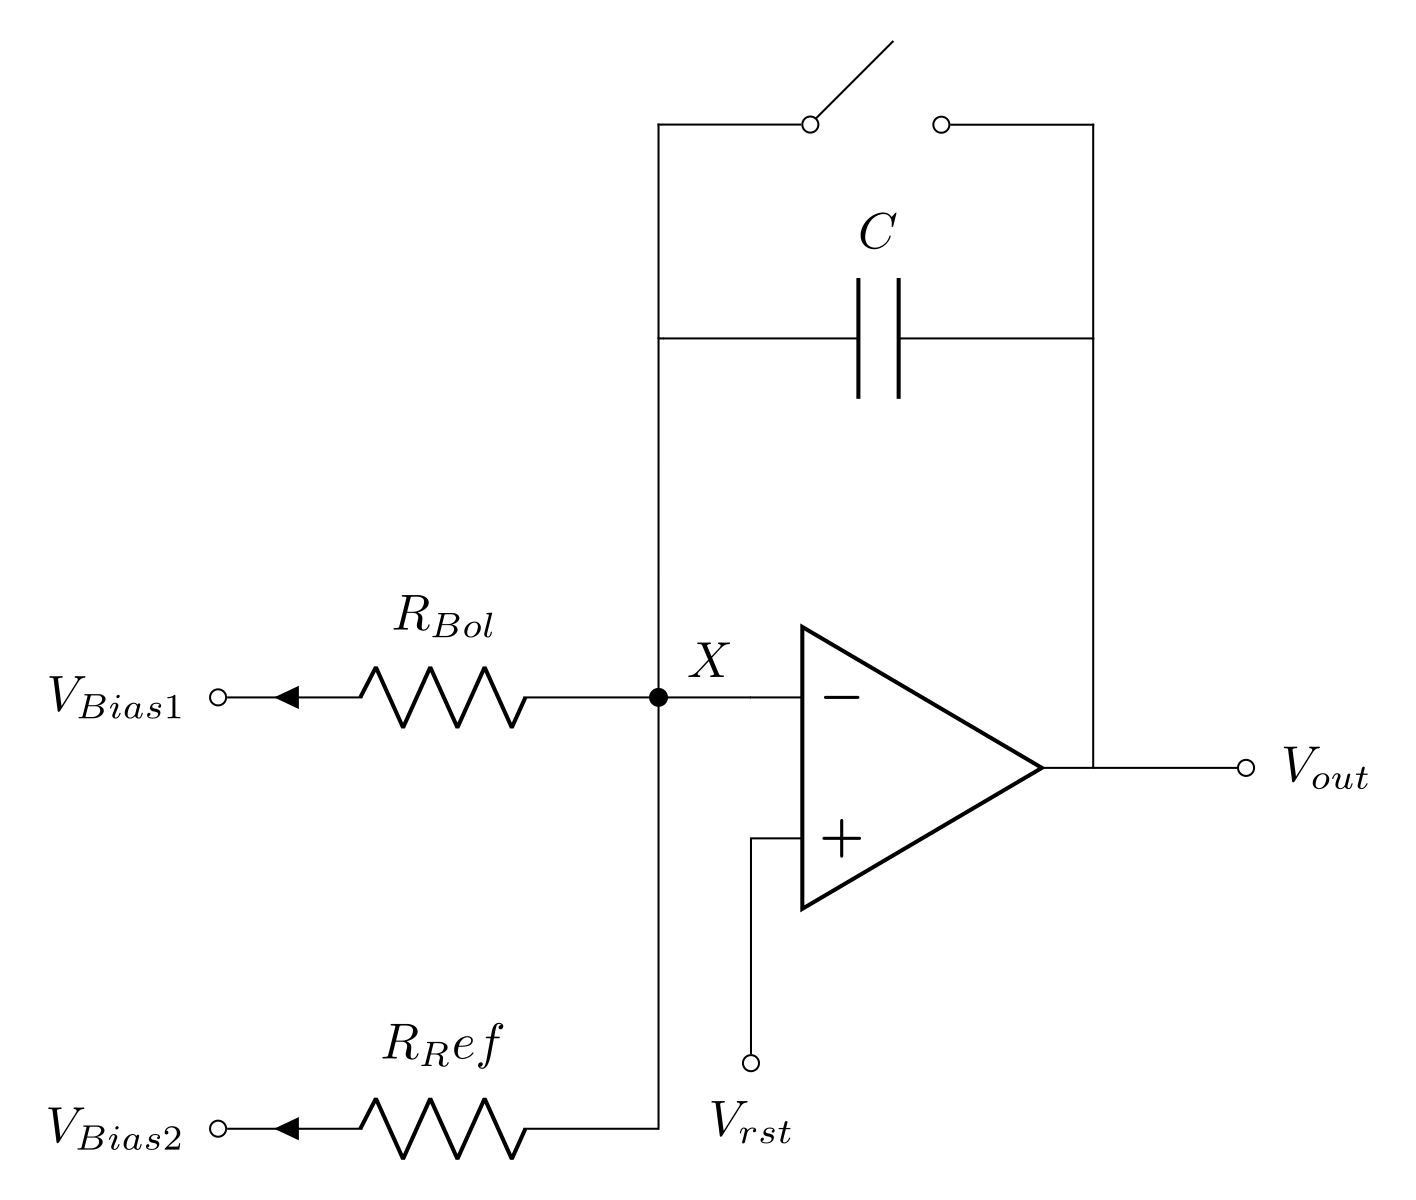 C
R_{Bol}
X
V_{Bias1}
−
V_{out}
+
R_Ref
V_{Bias2}
V_{rst}